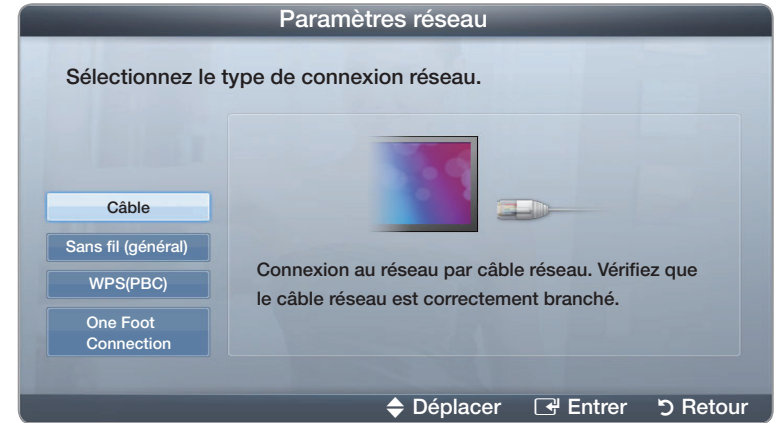 Paramètres réseau
Sélectionnez le type de connexion réseau.
Câble
Sans fil (général)
WPS(PBC)
One Foot
Connection
Connexion au réseau par câble réseau. Vérifiez que
le câble réseau est correctement branché.
Déplacer Entrer Retour